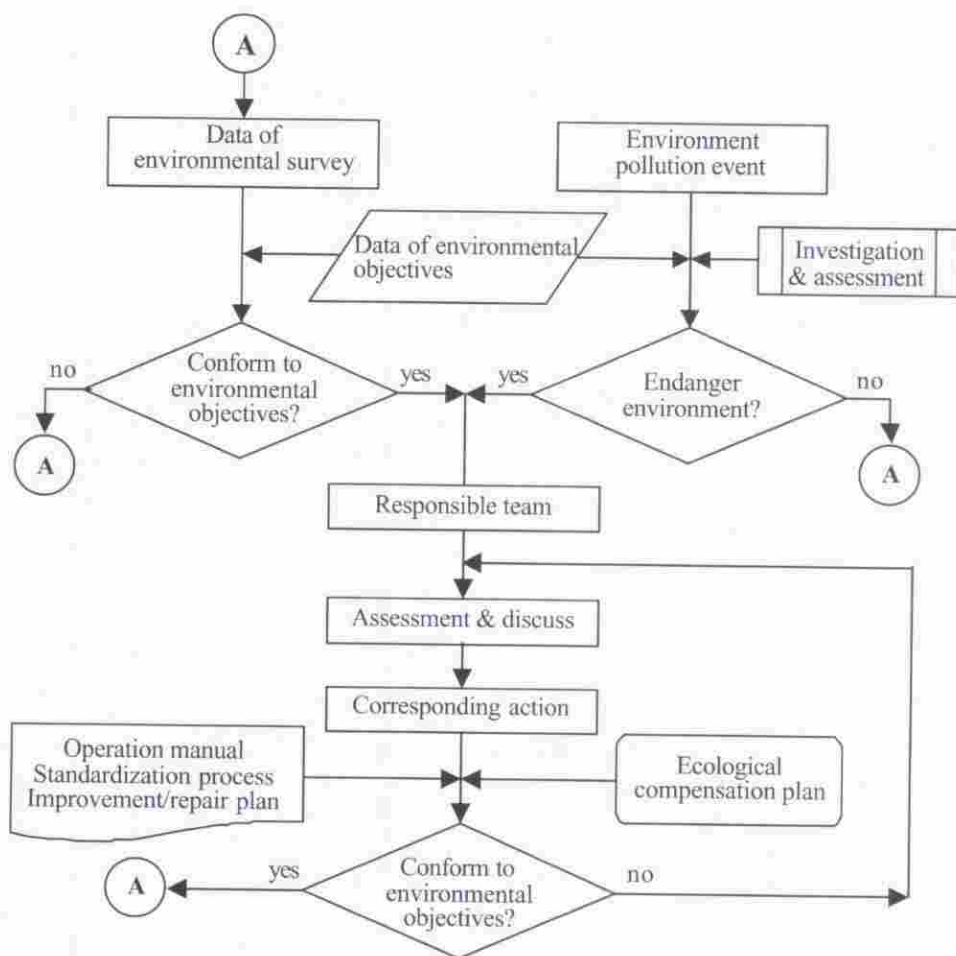 A
Data of
environmental survey
Environment
pollution event
Data of environmental
objectives
Investigation
& assessment
Conform to
environmental
objectives?
no
yes
yes
Endanger
environment?
no
A
A
Responsible team
Assessment & discuss
Corresponding action
Operation manual
Standardization process
Improvement/repair plan
Ecological
compensation plan
Conform to
environmental
objectives?
yes
no
A